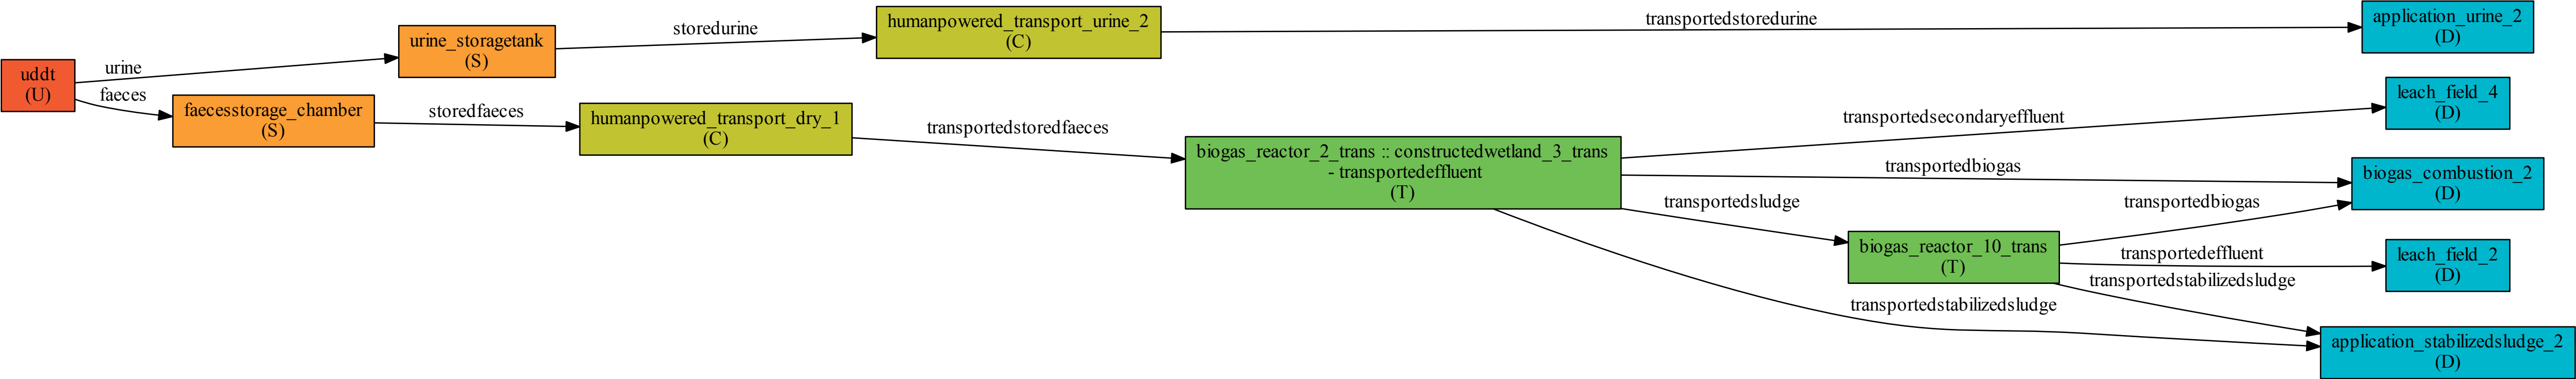 uddt
(U)
urine
faeces
urine_storagetank
(S)
faecesstorage_chamber
(S)
storedurine
storedfaeces
humanpowered_transport_urine_2
(C)
humanpowered_transport_dry_1
(C)
transportedstoredurine
transportedstoredfaeces
biogas_reactor_2_trans :: constructedwetland_3_trans
- transportedeffluent
(T)
transportedsecondaryeffluent
transportedbiogas
transportedsludge
transportedstabilizedsludge
biogas_reactor_10_trans
(T)
transportedbiogas
transportedeffluent
transportedstabilizedsludge
application_urine_2
(D)
leach_field_4
(D)
biogas_combustion_2
(D)
leach_field_2
(D)
application_stabilizedsludge_2
(D)